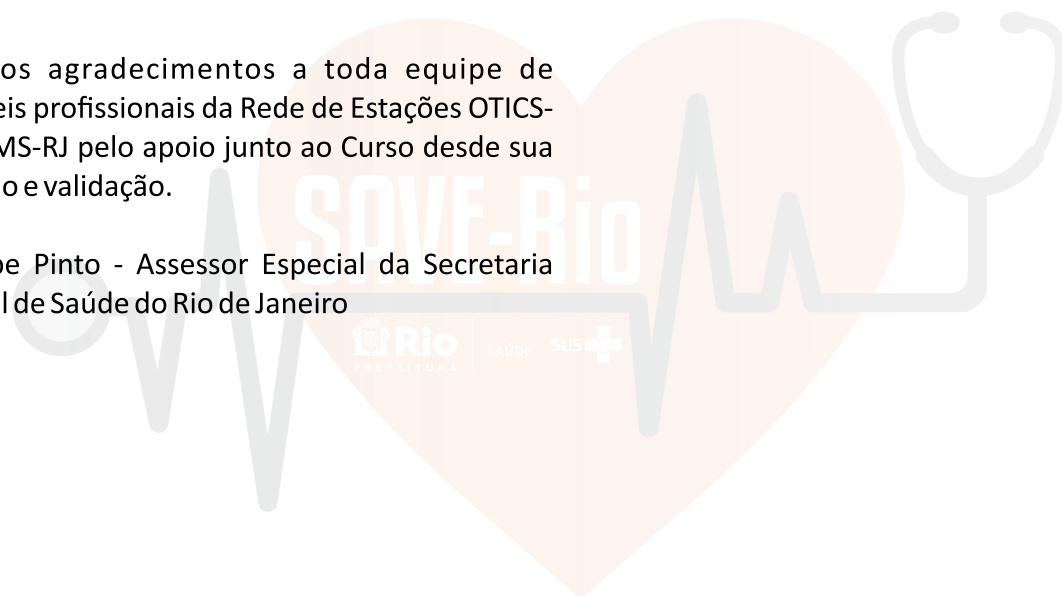 os agradecimentos a toda equipe de
eis profissionais da Rede de Estações OTICS-
MS-RJ pelo apoio junto ao Curso desde sua
o e validação.
be Pinto - Assessor Especial da Secretaria
l de Saúde do Rio de Janeiro
SAVE-Rio
Rio
PREFEITURA
SAÚDE
SUS